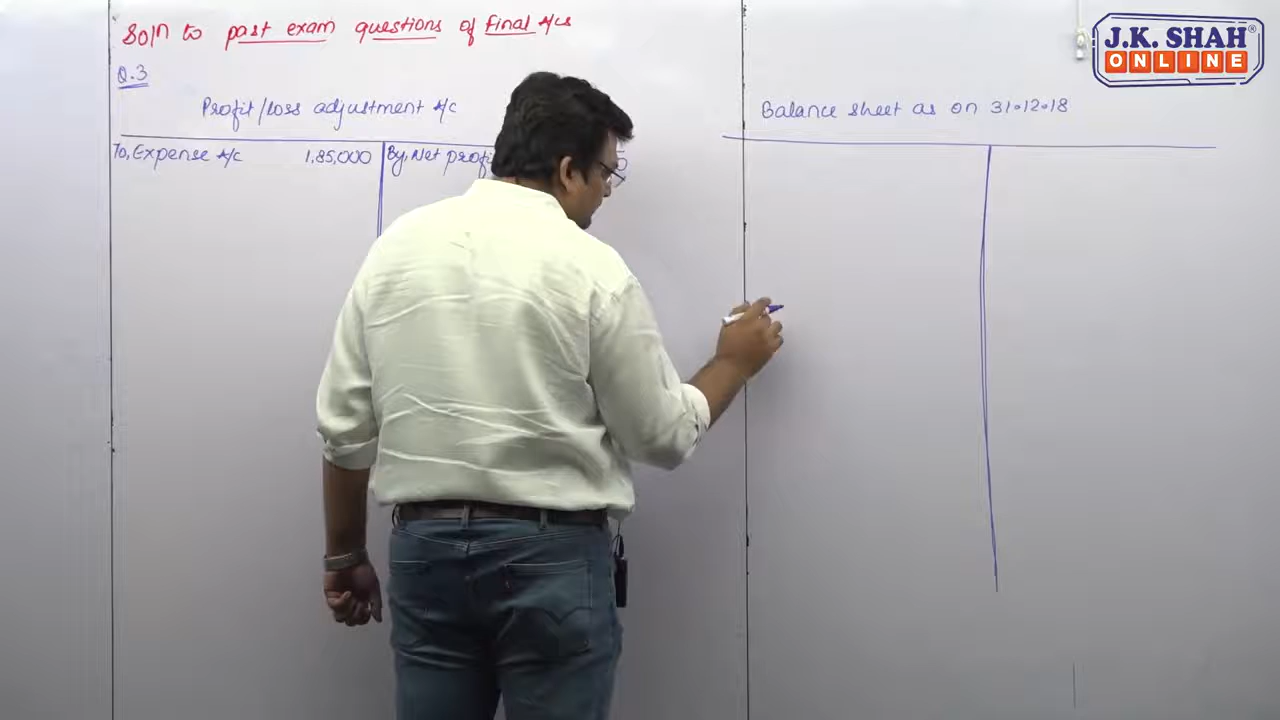 Soln to past exam questions of final A/cs
Q.3
Profit/loss adjustment A/c
To, Expense A/c 1,85,000 By, Net
Balance sheet as on 31.12.18
J.K. SHAH®
ONLINE